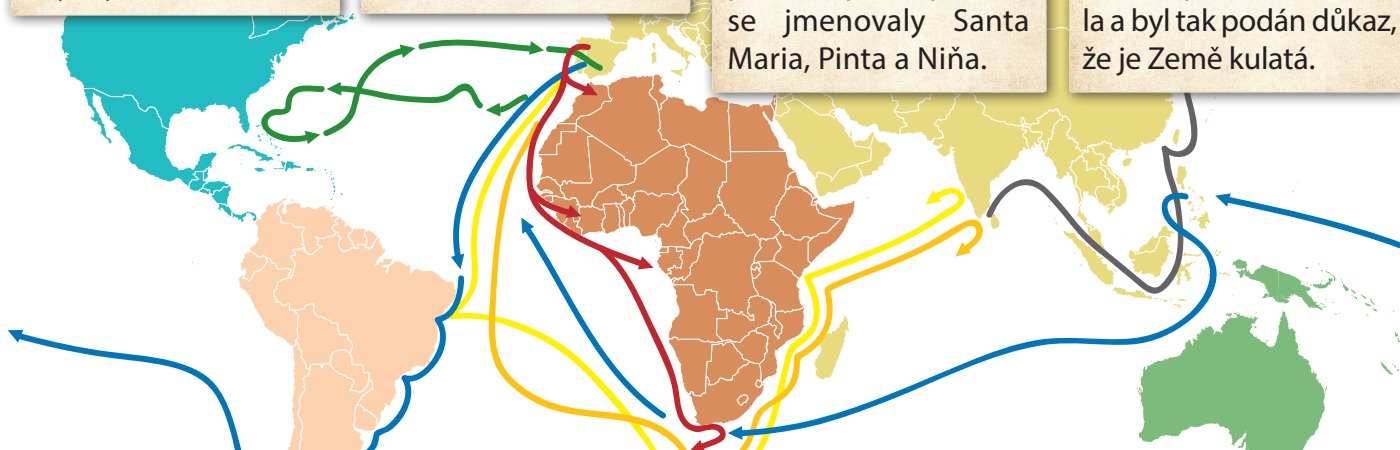 se jmenovaly Santa
Maria, Pinta a Niňa.
la a byl tak podán důkaz,
že je Země kulatá.